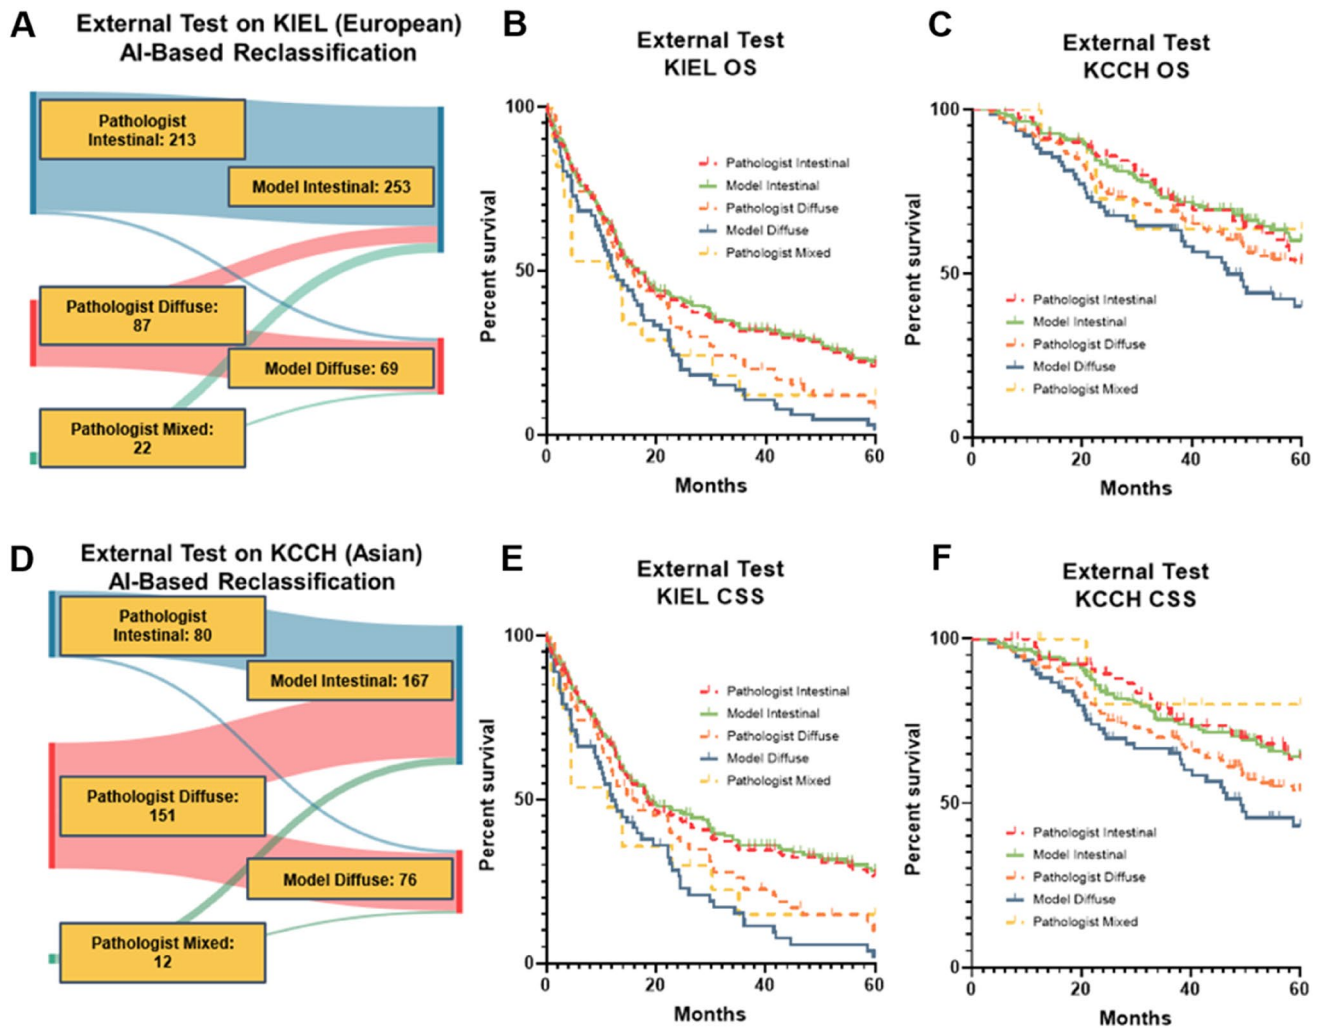 A
External Test on KIEL (European)
AI-Based Reclassification
Pathologist
Intestinal: 213
Model Intestinal: 253
Pathologist Diffuse:
87
Model Diffuse: 69
Pathologist Mixed:
22
B
External Test
KIEL OS
Percent survival
100
50
0
Pathologist Intestinal
Model Intestinal
Pathologist Diffuse
Model Diffuse
Pathologist Mixed
0 20 40 60
Months
C
External Test
KCCH OS
Percent survival
100
50
0
Pathologist Intestinal
Model Intestinal
Pathologist Diffuse
Model Diffuse
Pathologist Mixed
0 20 40 60
Months
D
External Test on KCCH (Asian)
AI-Based Reclassification
Pathologist
Intestinal: 80
Model Intestinal: 167
Pathologist Diffuse:
151
Model Diffuse: 76
Pathologist Mixed:
12
E
External Test
KIEL CSS
Percent survival
100
50
0
Pathologist Intestinal
Model Intestinal
Pathologist Diffuse
Model Diffuse
Pathologist Mixed
0 20 40 60
Months
F
External Test
KCCH CSS
Percent survival
100
50
0
Pathologist Intestinal
Model Intestinal
Pathologist Diffuse
Model Diffuse
Pathologist Mixed
0 20 40 60
Months